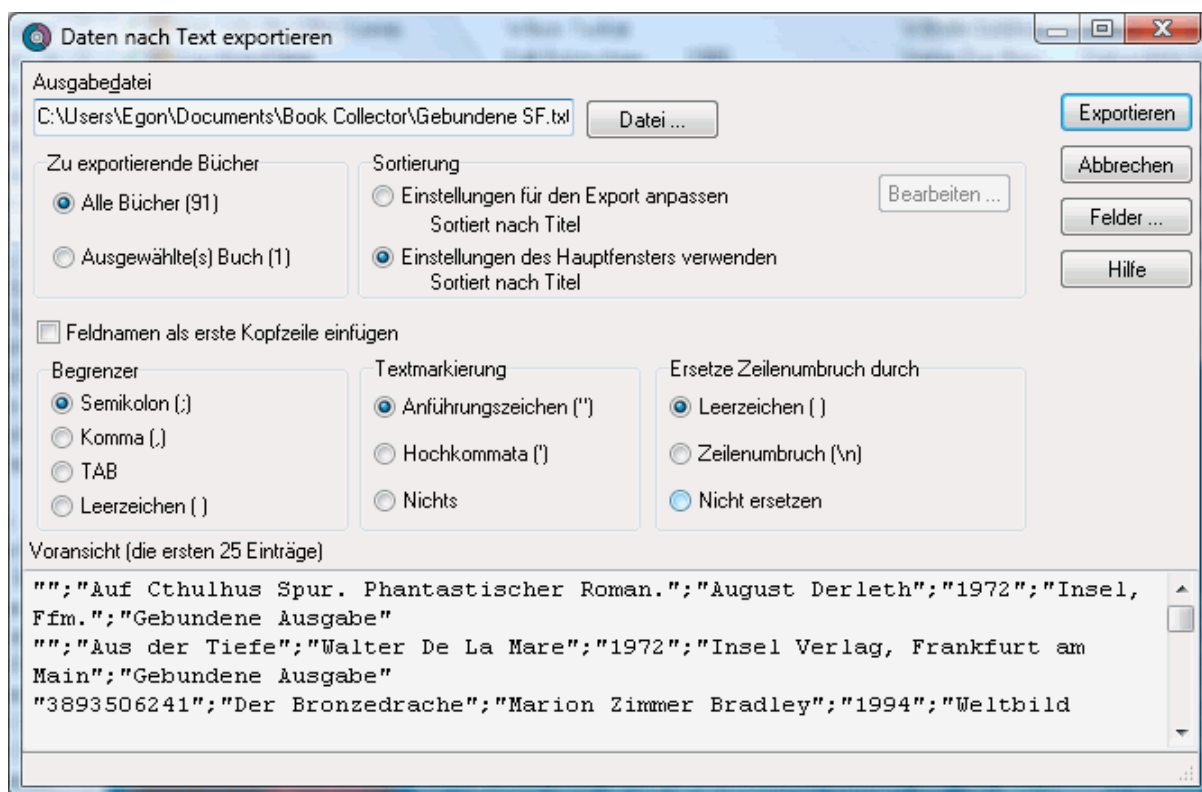 Daten nach Text exportieren
Ausgabedatei
C:\Users\Egon\Documents\Book Collector\Gebundene SF.txt
Datei ...
Exportieren
Abbrechen
Felder ...
Hilfe
Zu exportierende Bücher
Alle Bücher (91)
Ausgewählte(s) Buch (1)
Sortierung
Einstellungen für den Export anpassen
Sortiert nach Titel
Bearbeiten ...
Einstellungen des Hauptfensters verwenden
Sortiert nach Titel
Feldnamen als erste Kopfzeile einfügen
Begrenzer
Semikolon (;)
Komma (,)
TAB
Leerzeichen ( )
Textmarkierung
Anführungszeichen (")
Hochkommata (')
Nichts
Ersetze Zeilenumbruch durch
Leerzeichen ( )
Zeilenumbruch (\n)
Nicht ersetzen
Voransicht (die ersten 25 Einträge)
"";"Auf Cthulhus Spur. Phantastischer Roman.";"August Derleth";"1972";"Insel,
Ffm.";"Gebundene Ausgabe"
"";"Aus der Tiefe";"Walter De La Mare";"1972";"Insel Verlag, Frankfurt am
Main";"Gebundene Ausgabe"
"3893506241";"Der Bronzedrache";"Marion Zimmer Bradley";"1994";"Weltbild